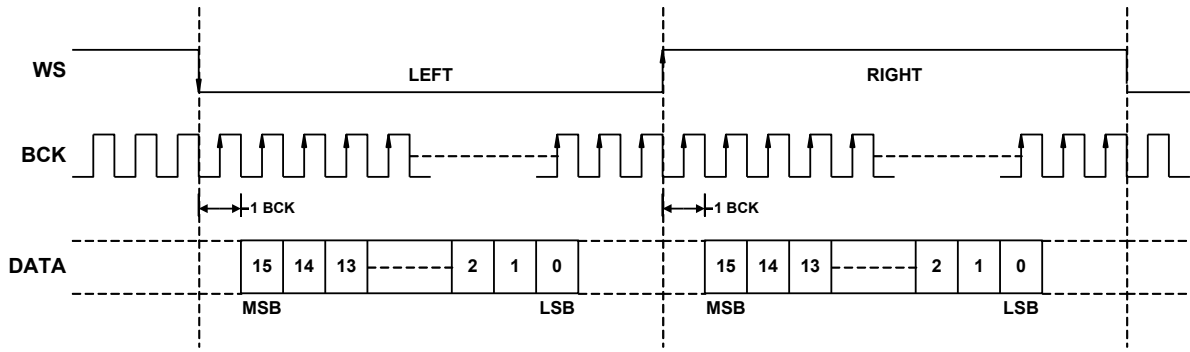 WS
LEFT
RIGHT
BCK
1 BCK
1 BCK
DATA
15 14 13 2 1 0
15 14 13 2 1 0
MSB
LSB
MSB
LSB